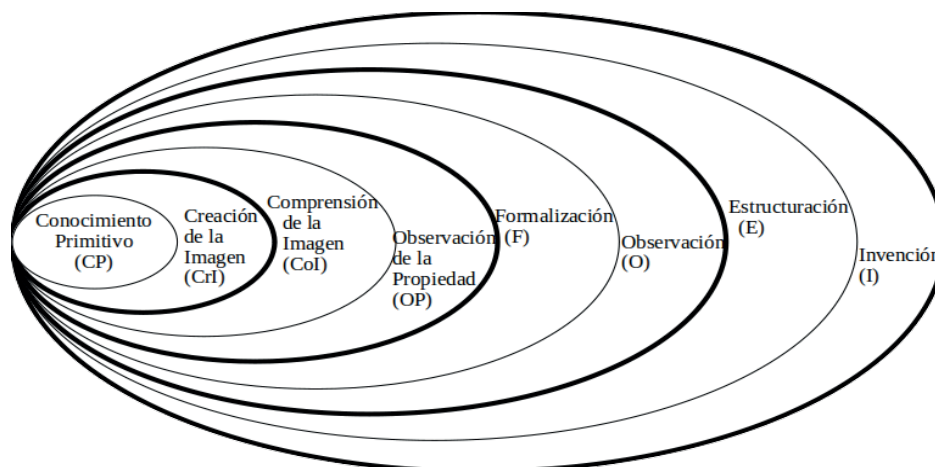 Conocimiento
Primitivo
(CP)
Creación
de la
Imagen
(CrI)
Comprensión
de la
Imagen
(CoI)
Observación
de la
Propiedad
(OP)
Formalización
(F)
Observación
(O)
Estructuración
(E)
Invención
(I)